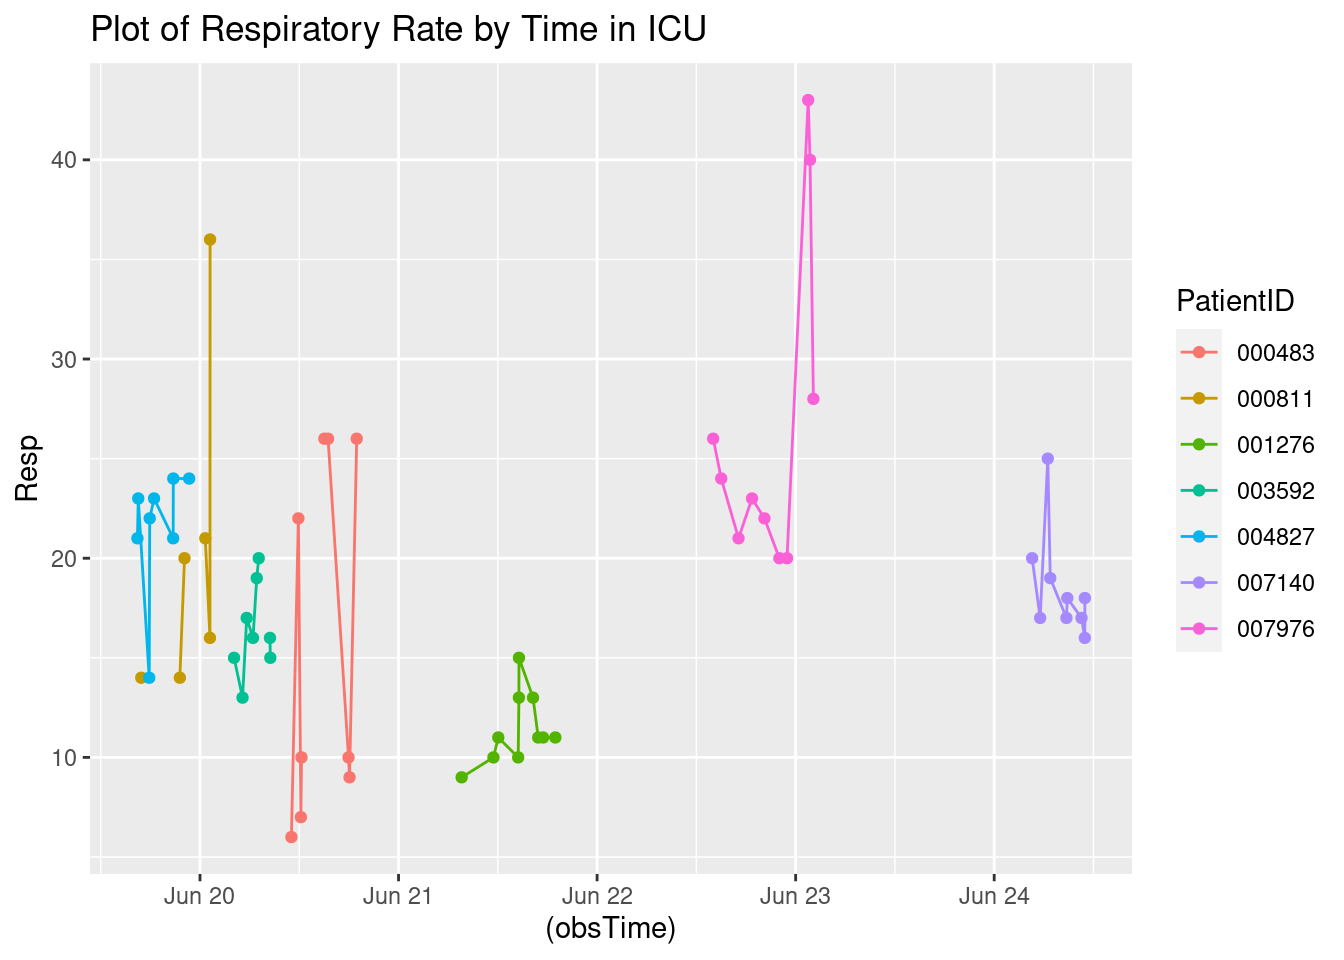 Plot of Respiratory Rate by Time in ICU
40
30
20
10
Resp
Jun 20
Jun 21
Jun 22
Jun 23
Jun 24
(obsTime)
PatientID
000483
000811
001276
003592
004827
007140
007976